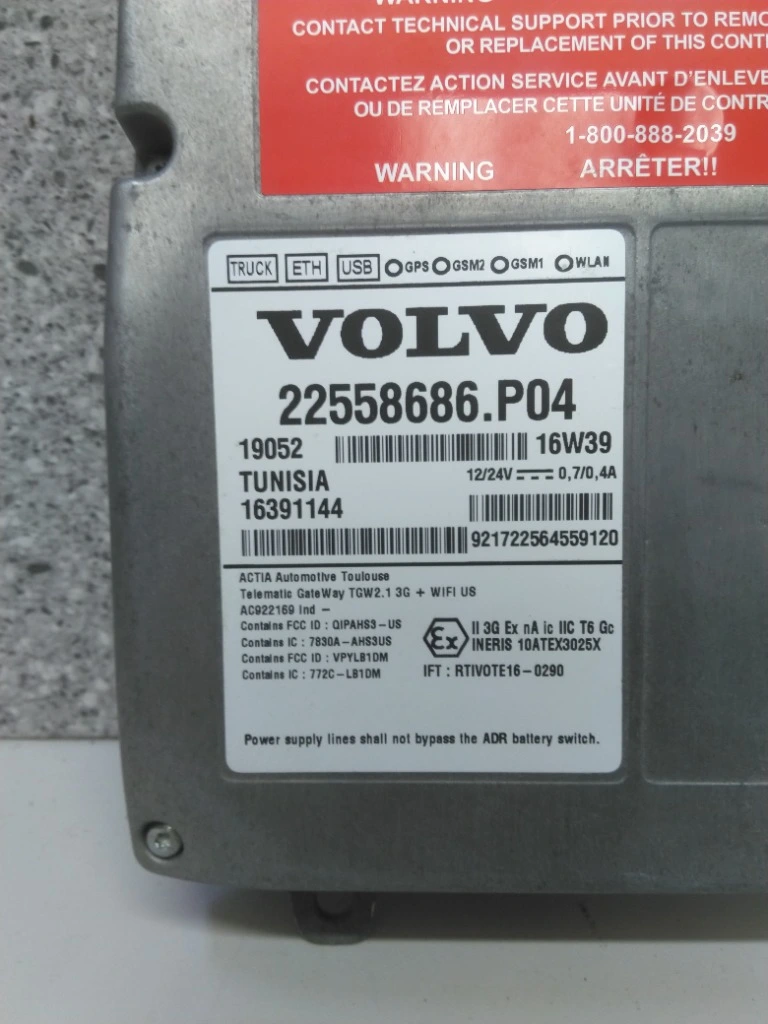 WARNING
CONTACT TECHNICAL SUPPORT PRIOR TO REMO
OR REPLACEMENT OF THIS CONT
CONTACTEZ ACTION SERVICE AVANT D'ENLEVE
OU DE REMPLACER CETTE UNITÉ DE CONTR
1-800-888-2039
WARNING ARRÊTER!!
TRUCK ETH USB GPS GSM2 GSM1 WLAN
VOLVO
22558686.P04
19052 16W39
TUNISIA 12/24V 0,7/0,4A
16391144
921722564559120
ACTIA Automotive Toulouse
Telematic GateWay TGW2.1 3G + WIFI US
AC922169 Ind -
Contains FCC ID : QIPAHS3-US
Contains IC : 7830A-AHS3US
Contains FCC ID : VPYLB1DM
Contains IC : 772C-LB1DM
Ex II 3G Ex nA ic IIC T6 Gc
INERIS 10ATEX3025X
IFT : RTIVOTE16-0290
Power supply lines shall not bypass the ADR battery switch.